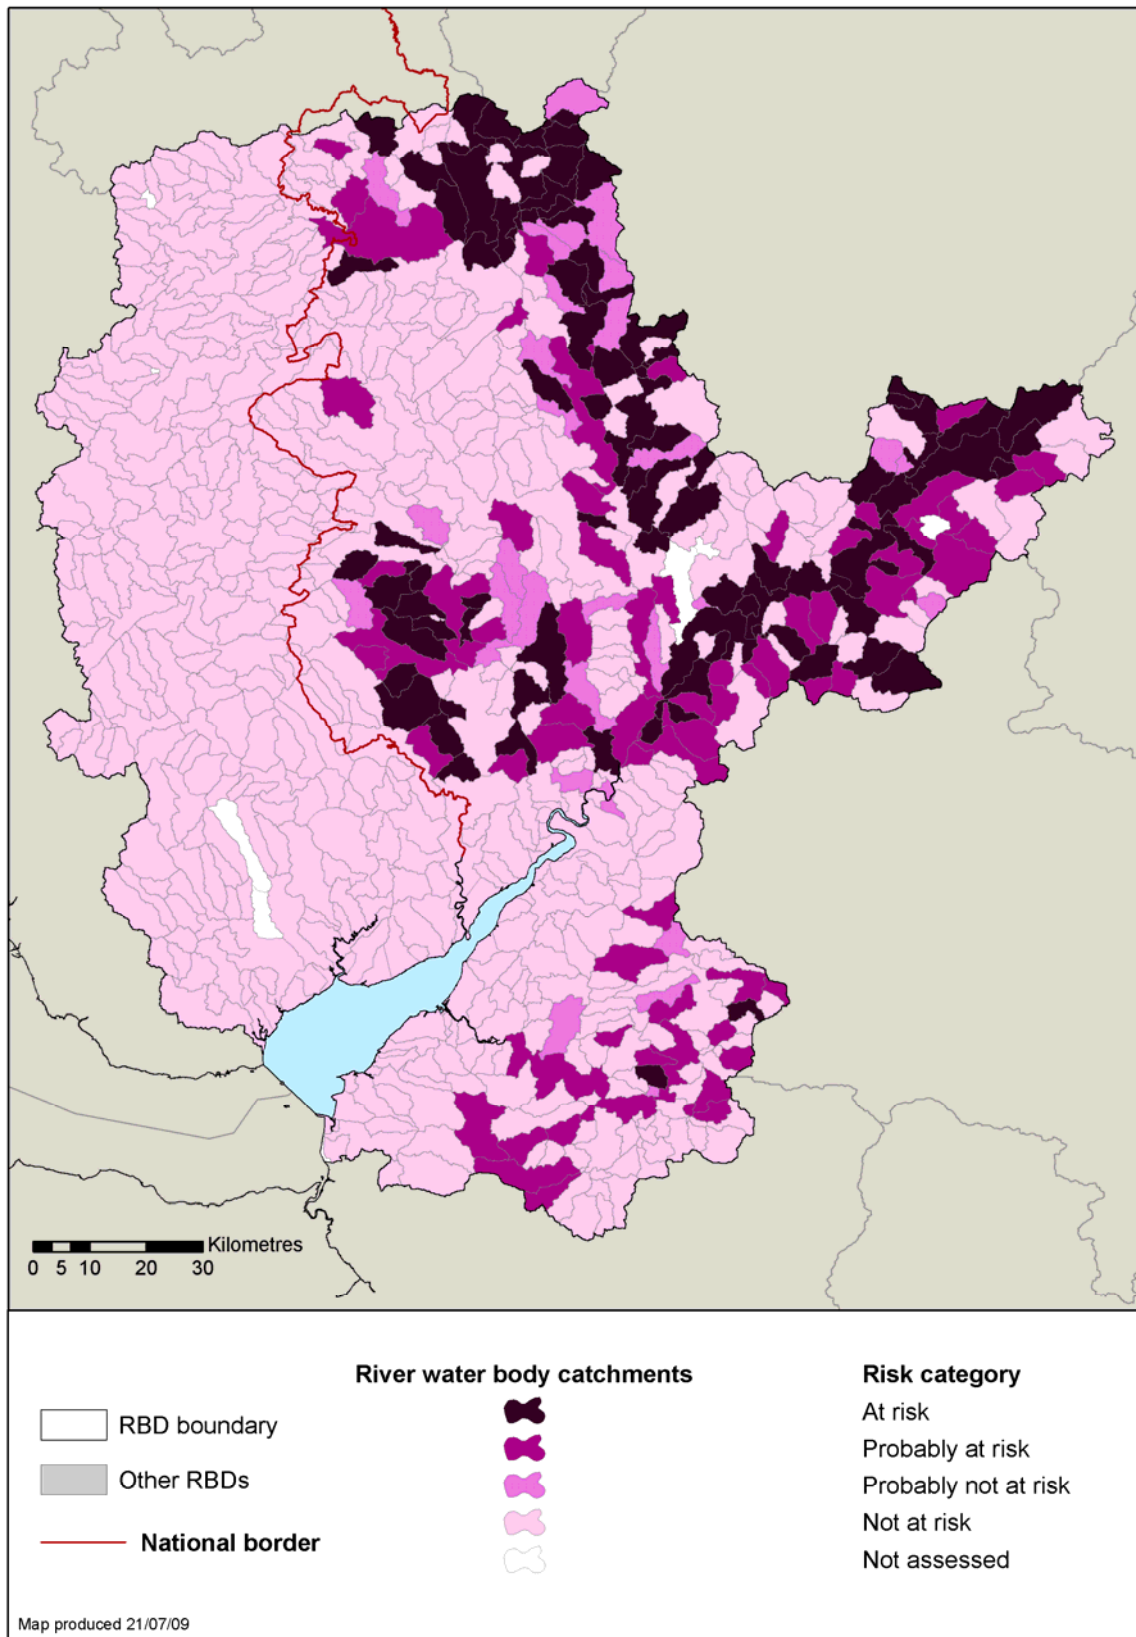 Kilometres
0 5 10 20 30
River water body catchments Risk category
At risk
RBD boundary
Probably at risk
Other RBDs
Probably not at risk
National border
Not at risk
Not assessed
Map produced 21/07/09